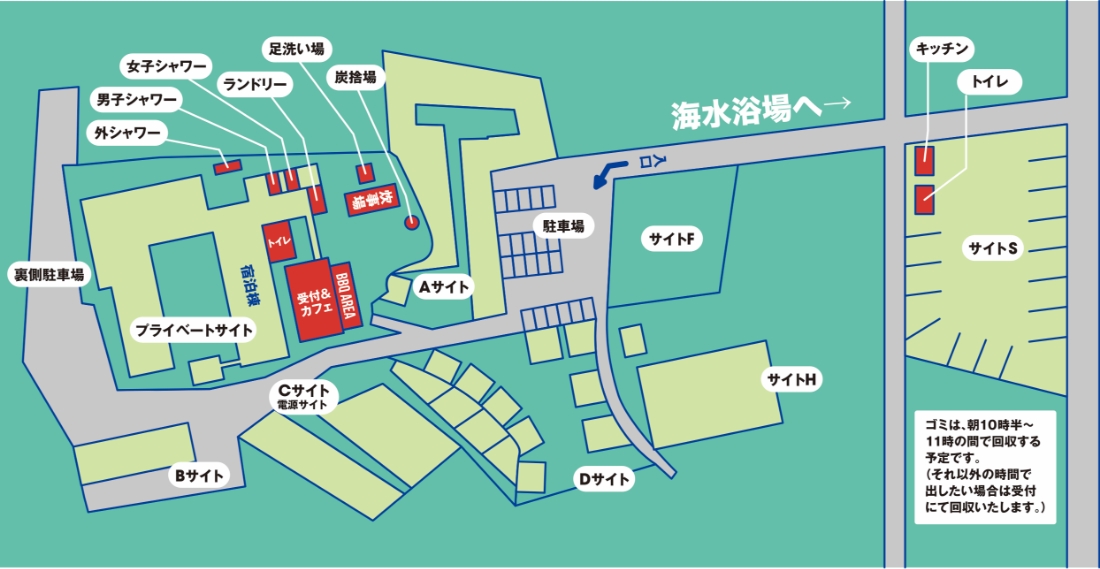 足洗い場
女子シャワー
ランドリー
炭捨場
男子シャワー
外シャワー
キッチン
トイレ
海水浴場へ→
入口
炊事場
駐車場
サイトF
サイトS
トイレ
裏側駐車場
宿泊棟
受付&
カフェ
BBQ AREA
Aサイト
プライベートサイト
Cサイト
電源サイト
サイトH
Bサイト
Dサイト
ゴミは、朝10時半〜
11時の間で回収する
予定です。
(それ以外の時間で
出したい場合は受付
にて回収いたします。)